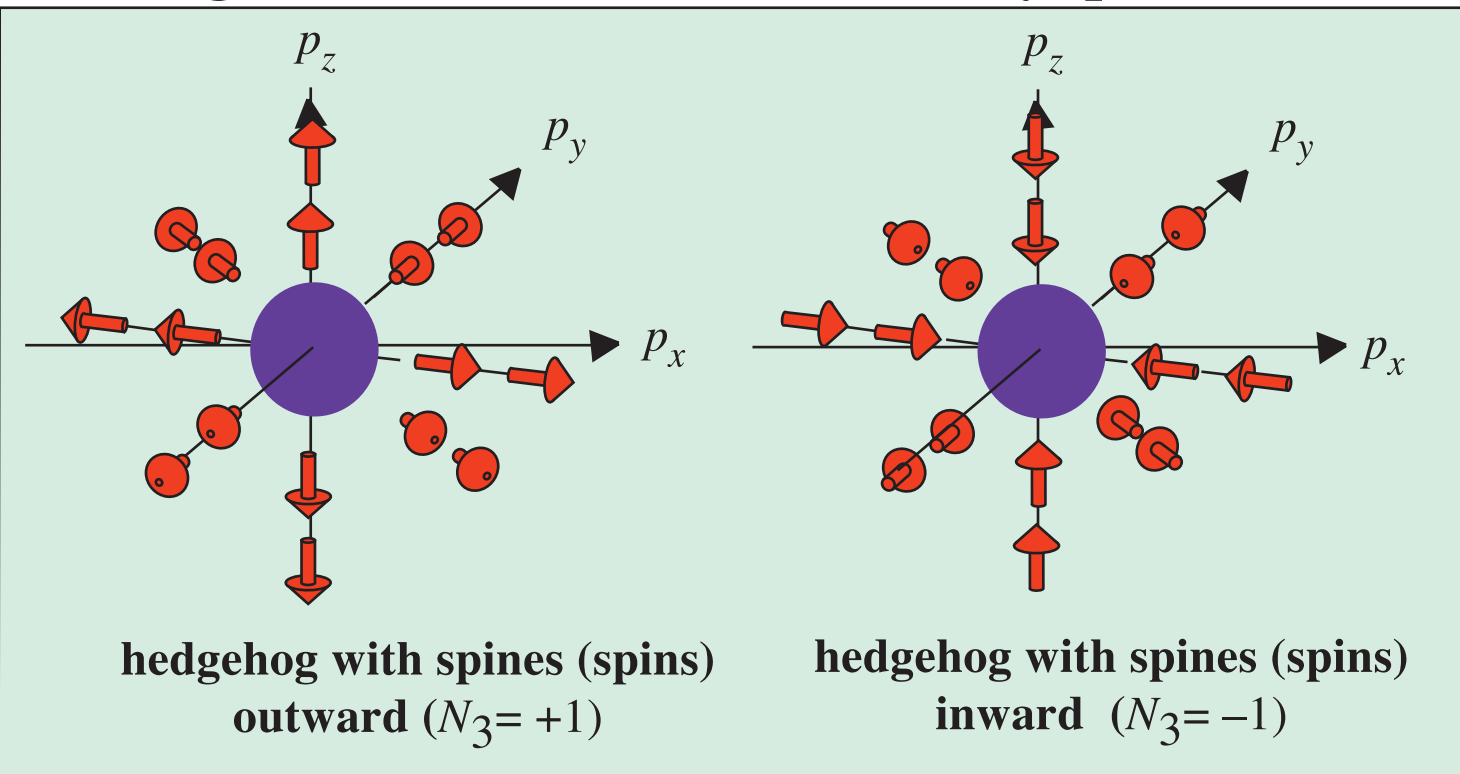 p_z
p_y
p_x
hedgehog with spines (spins)
outward (N_3= +1)
p_z
p_y
p_x
hedgehog with spines (spins)
inward (N_3= –1)